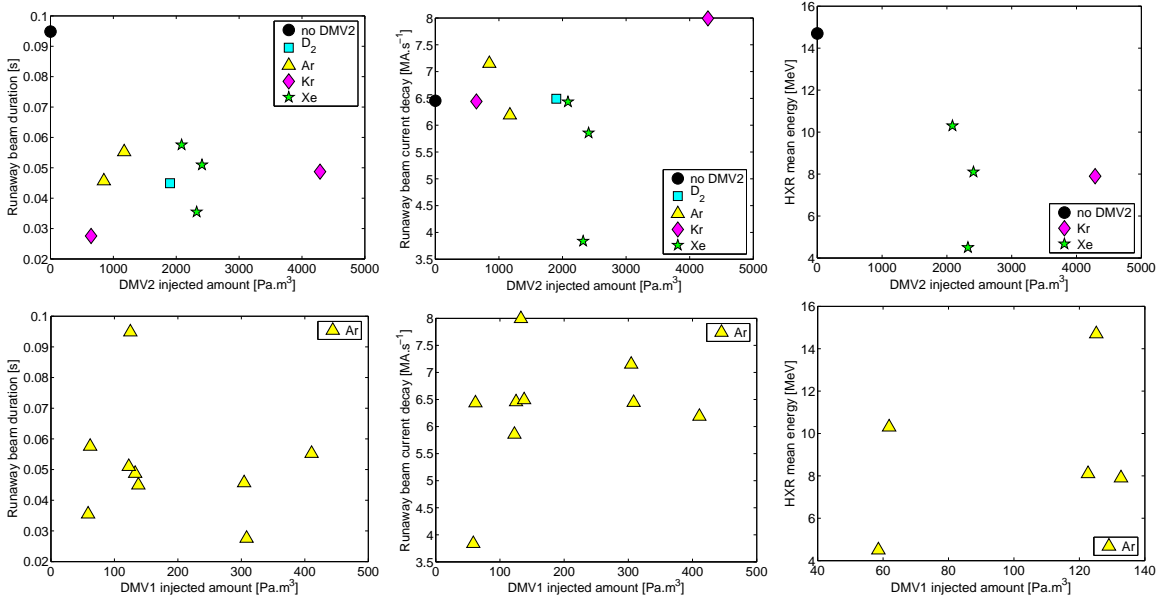 Runaway beam duration [s]
0.1
0.09
0.08
0.07
0.06
0.05
0.04
0.03
0.02
0 1000 2000 3000 4000 5000
DMV2 injected amount [Pa.m³]
no DMV2
D₂
Ar
Kr
Xe
Runaway beam current decay [MA.s⁻¹]
8
7.5
7
6.5
6
5.5
5
4.5
4
3.5
0 1000 2000 3000 4000 5000
DMV2 injected amount [Pa.m³]
no DMV2
D₂
Ar
Kr
Xe
HXR mean energy [MeV]
16
14
12
10
8
6
4
0 1000 2000 3000 4000 5000
DMV2 injected amount [Pa.m³]
no DMV2
Kr
Xe
Runaway beam duration [s]
0.1
0.09
0.08
0.07
0.06
0.05
0.04
0.03
0.02
0 100 200 300 400 500
DMV1 injected amount [Pa.m³]
Ar
Runaway beam current decay [MA.s⁻¹]
8
7.5
7
6.5
6
5.5
5
4.5
4
3.5
0 100 200 300 400 500
DMV1 injected amount [Pa.m³]
Ar
HXR mean energy [MeV]
16
14
12
10
8
6
4
40 60 80 100 120 140
DMV1 injected amount [Pa.m³]
Ar